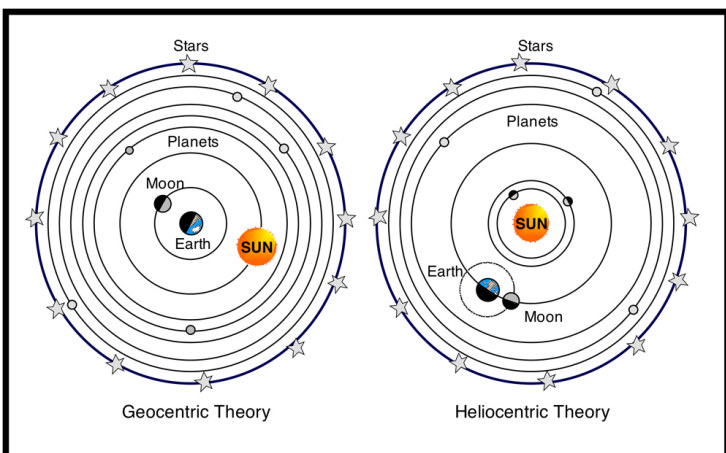 Stars
Planets
Moon
Earth
SUN
Geocentric Theory
Stars
Planets
SUN
Earth
Moon
Heliocentric Theory